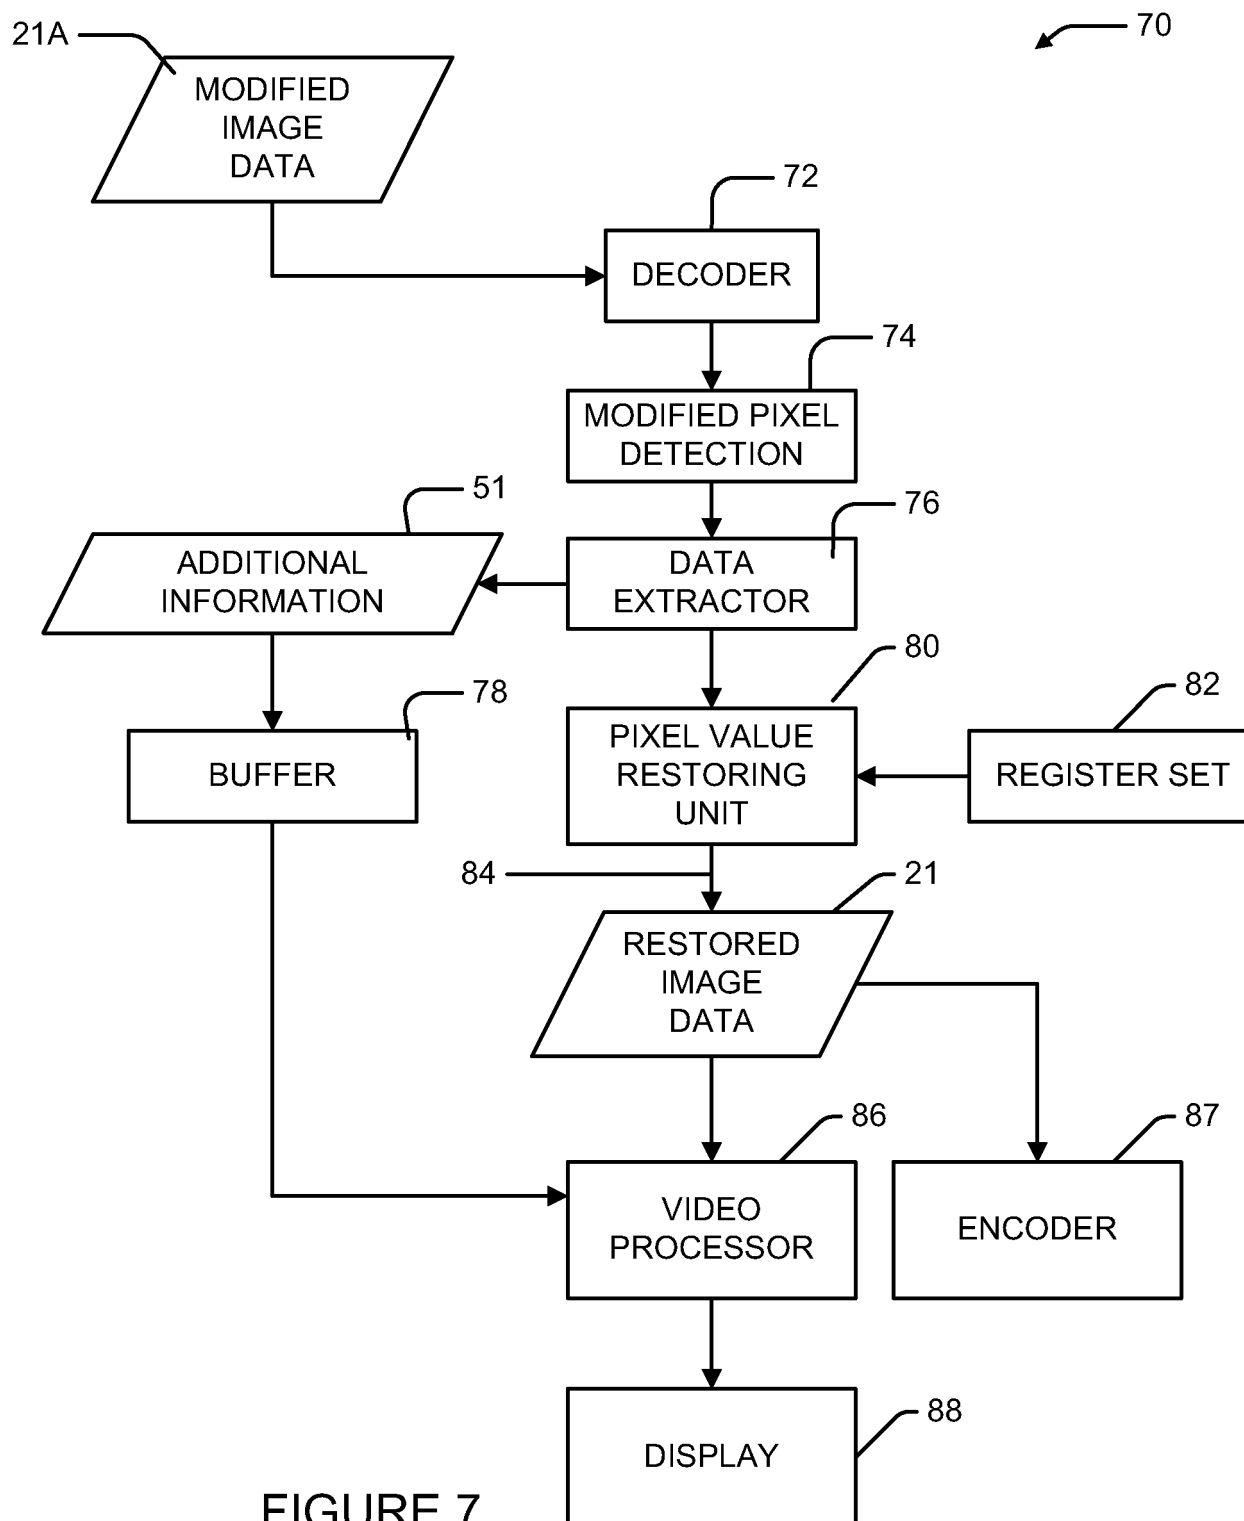 21A
70
MODIFIED
IMAGE
DATA
72
DECODER
74
MODIFIED PIXEL
DETECTION
51
76
ADDITIONAL
INFORMATION
DATA
EXTRACTOR
80
78
82
BUFFER
PIXEL VALUE
RESTORING
UNIT
REGISTER SET
84
21
RESTORED
IMAGE
DATA
86
87
VIDEO
PROCESSOR
ENCODER
88
DISPLAY
FIGURE 7